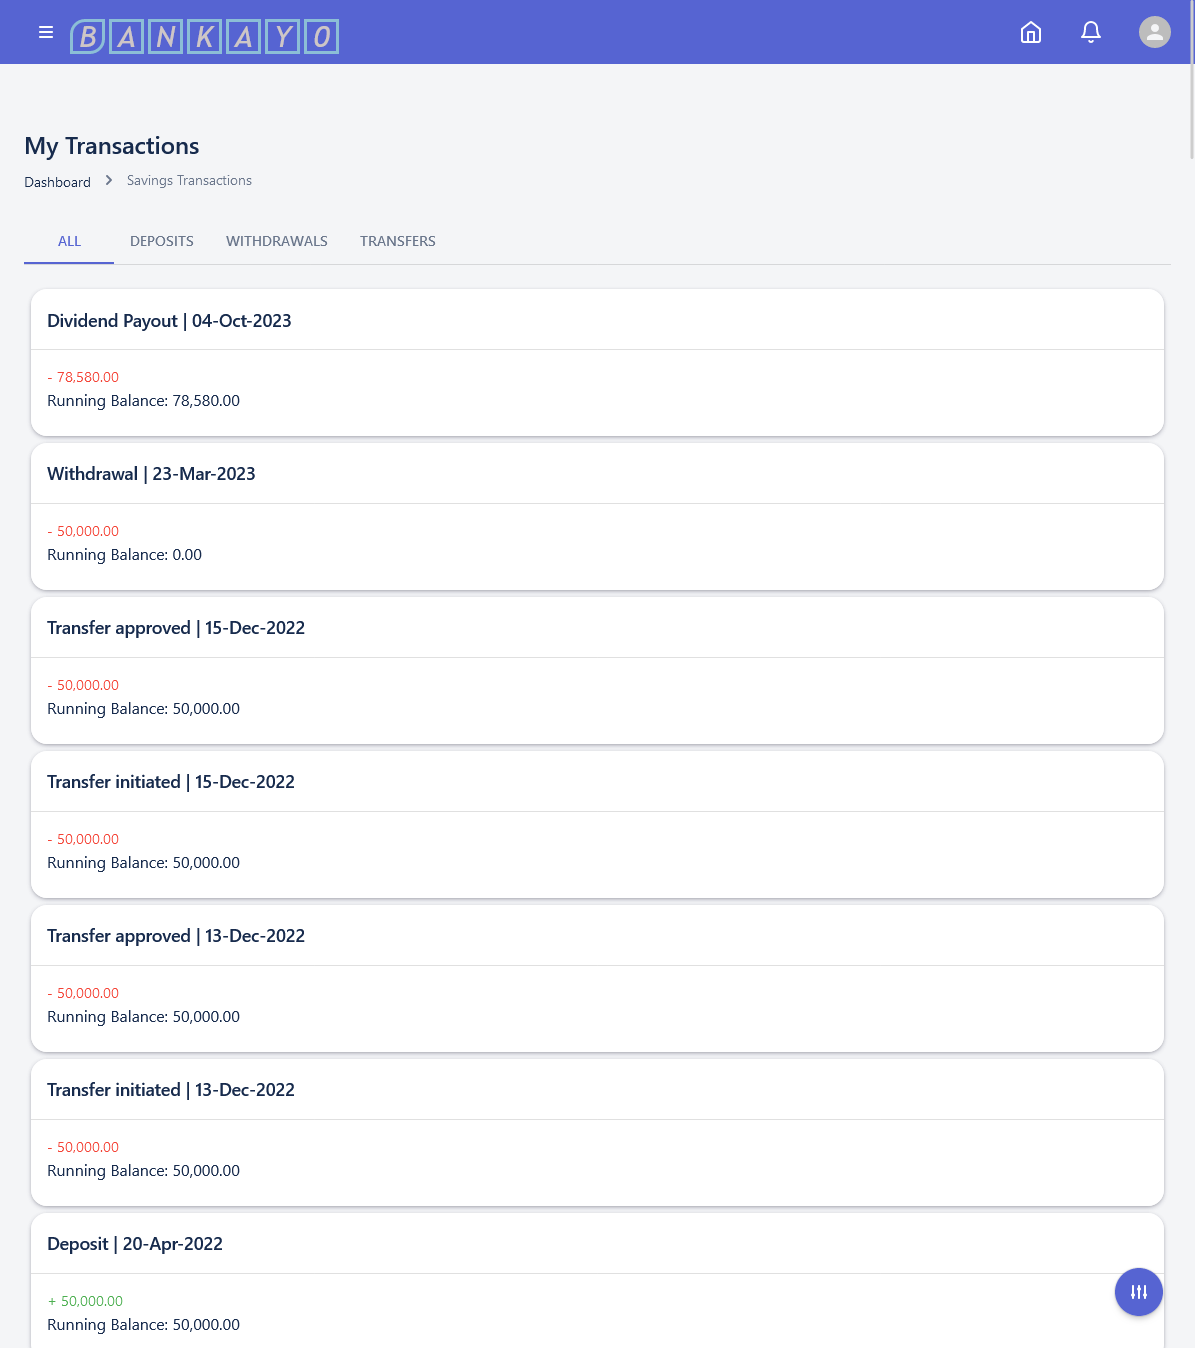 BANKAYO
My Transactions
Dashboard > Savings Transactions
ALL DEPOSITS WITHDRAWALS TRANSFERS
Dividend Payout | 04-Oct-2023
- 78,580.00
Running Balance: 78,580.00
Withdrawal | 23-Mar-2023
- 50,000.00
Running Balance: 0.00
Transfer approved | 15-Dec-2022
- 50,000.00
Running Balance: 50,000.00
Transfer initiated | 15-Dec-2022
- 50,000.00
Running Balance: 50,000.00
Transfer approved | 13-Dec-2022
- 50,000.00
Running Balance: 50,000.00
Transfer initiated | 13-Dec-2022
- 50,000.00
Running Balance: 50,000.00
Deposit | 20-Apr-2022
+ 50,000.00
Running Balance: 50,000.00